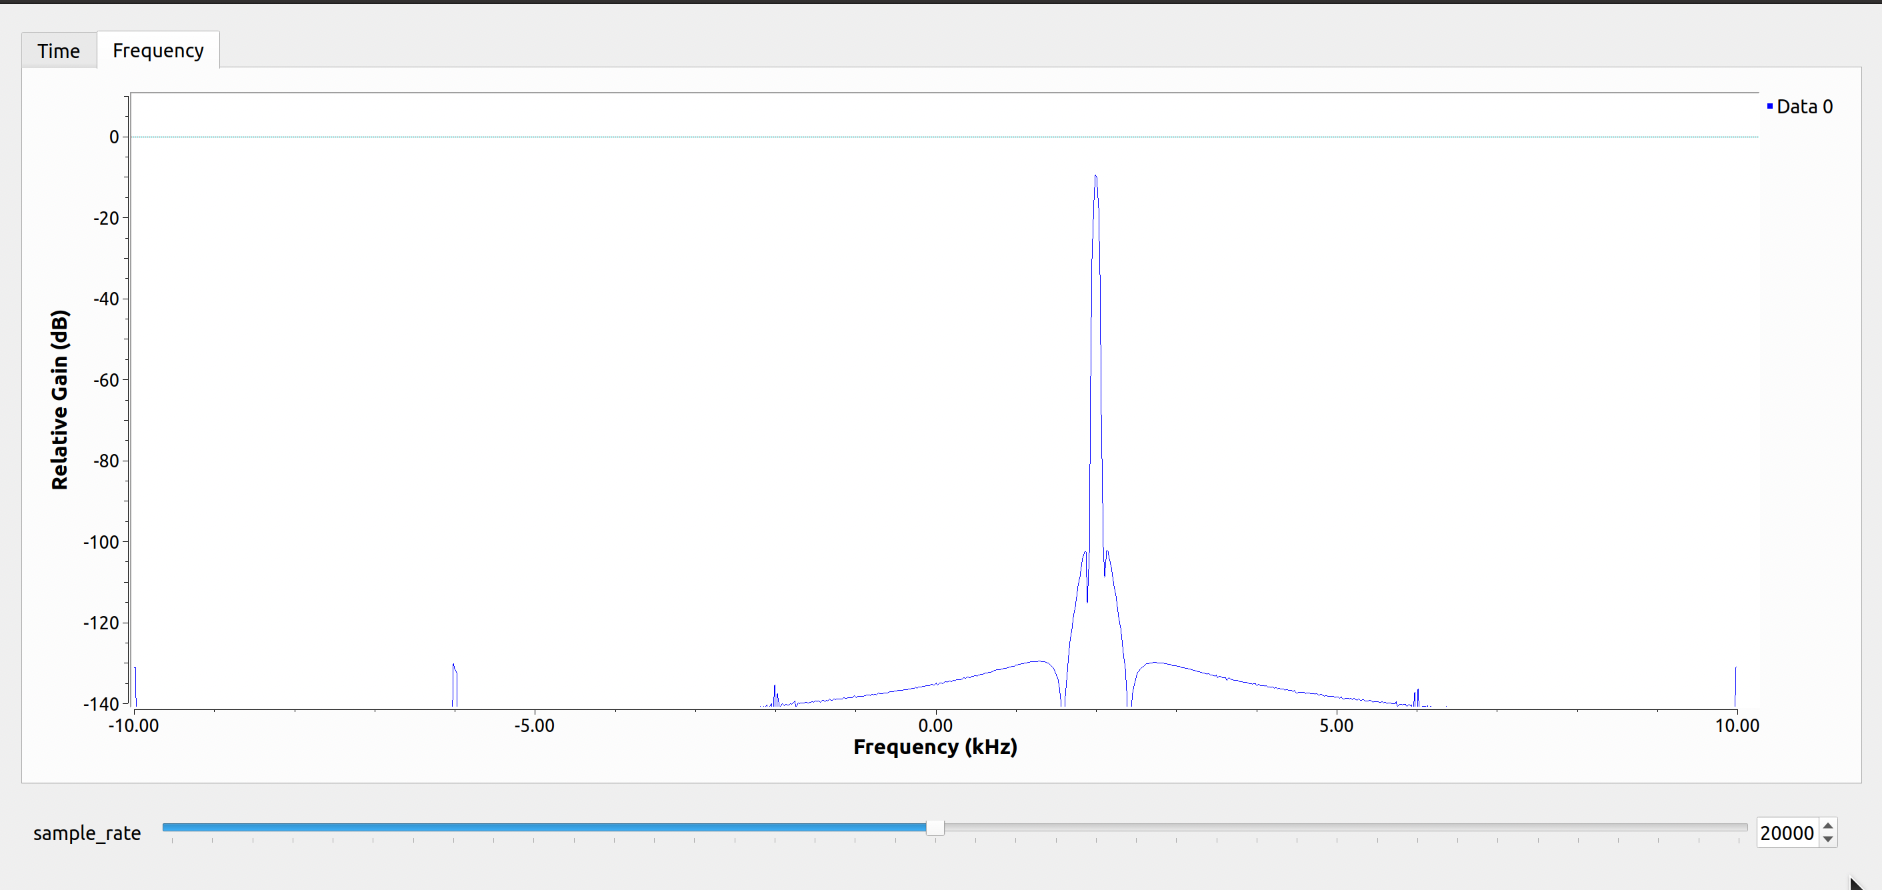 Time
Frequency
Data 0
0
-20
-40
-60
-80
-100
-120
-140
Relative Gain (dB)
-10.00
-5.00
0.00
5.00
10.00
Frequency (kHz)
sample_rate
20000